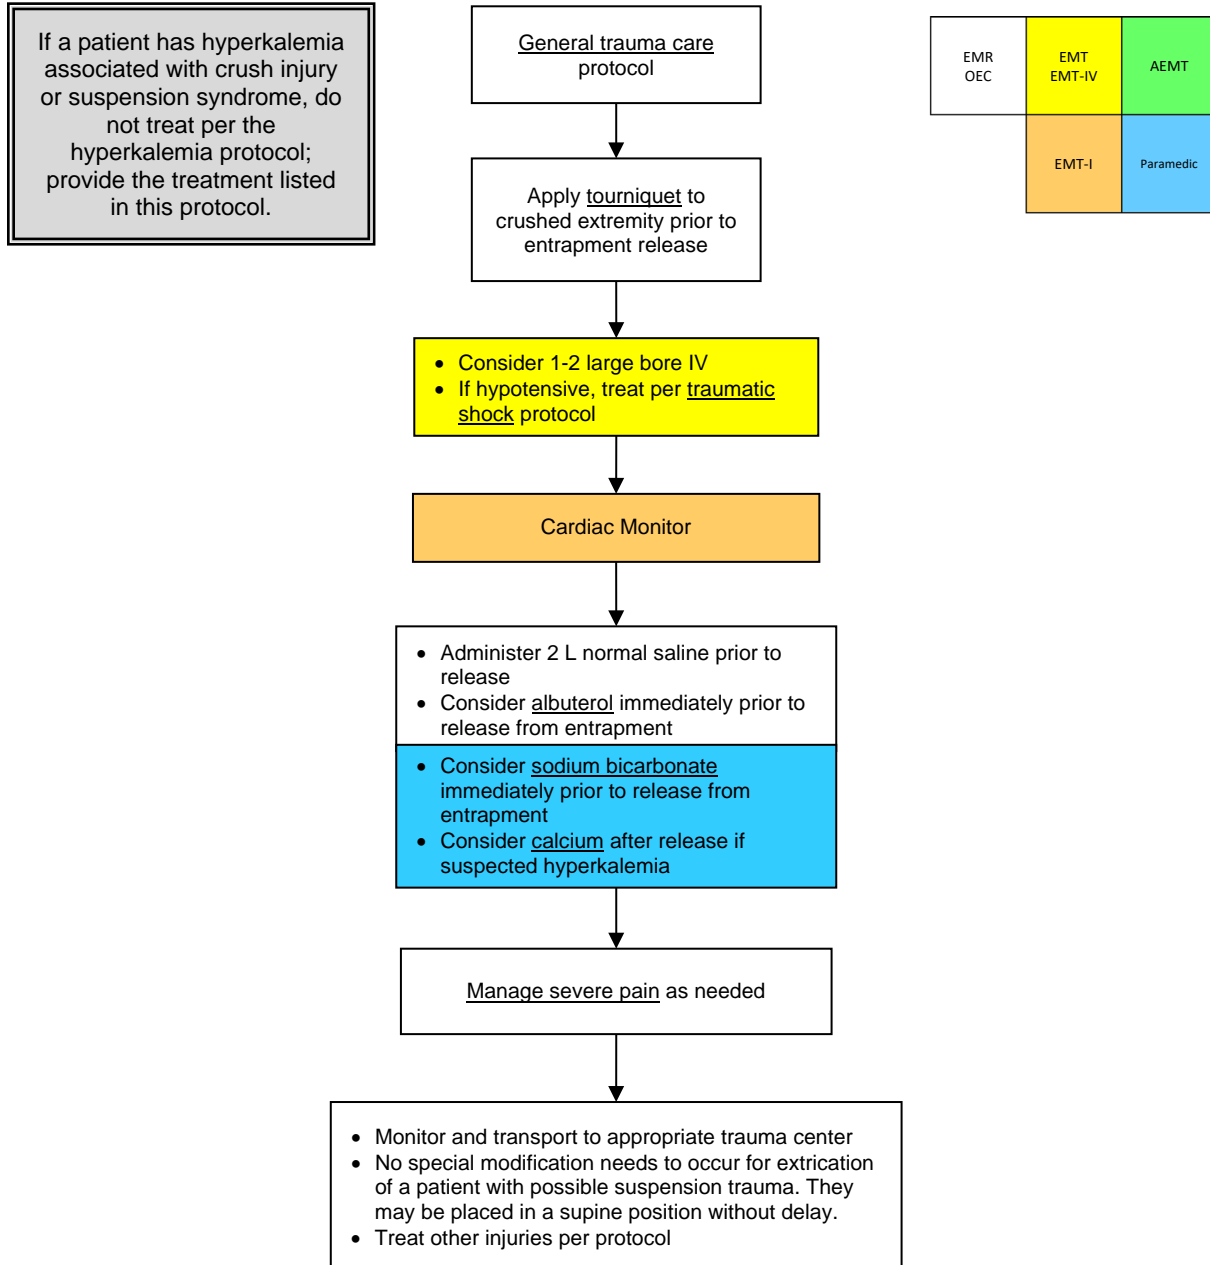 If a patient has hyperkalemia
associated with crush injury
or suspension syndrome, do
not treat per the
hyperkalemia protocol;
provide the treatment listed
in this protocol.
General trauma care
protocol
EMR
OEC
EMT
EMT-IV
AEMT
EMT-I
Paramedic
Apply tourniquet to
crushed extremity prior to
entrapment release
• Consider 1-2 large bore IV
• If hypotensive, treat per traumatic
shock protocol
Cardiac Monitor
• Administer 2 L normal saline prior to
release
• Consider albuterol immediately prior to
release from entrapment
• Consider sodium bicarbonate
immediately prior to release from
entrapment
• Consider calcium after release if
suspected hyperkalemia
Manage severe pain as needed
• Monitor and transport to appropriate trauma center
• No special modification needs to occur for extrication
of a patient with possible suspension trauma. They
may be placed in a supine position without delay.
• Treat other injuries per protocol